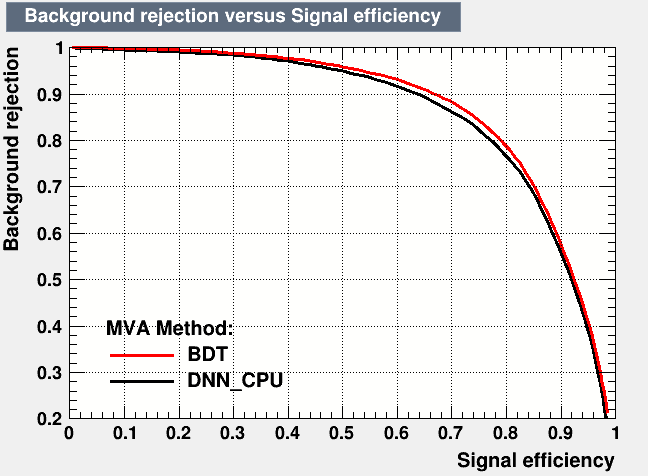 Background rejection versus Signal efficiency
Background rejection
1
0.9
0.8
0.7
0.6
0.5
0.4
0.3
0.2
MVA Method:
BDT
DNN_CPU
0 0.1 0.2 0.3 0.4 0.5 0.6 0.7 0.8 0.9 1
Signal efficiency